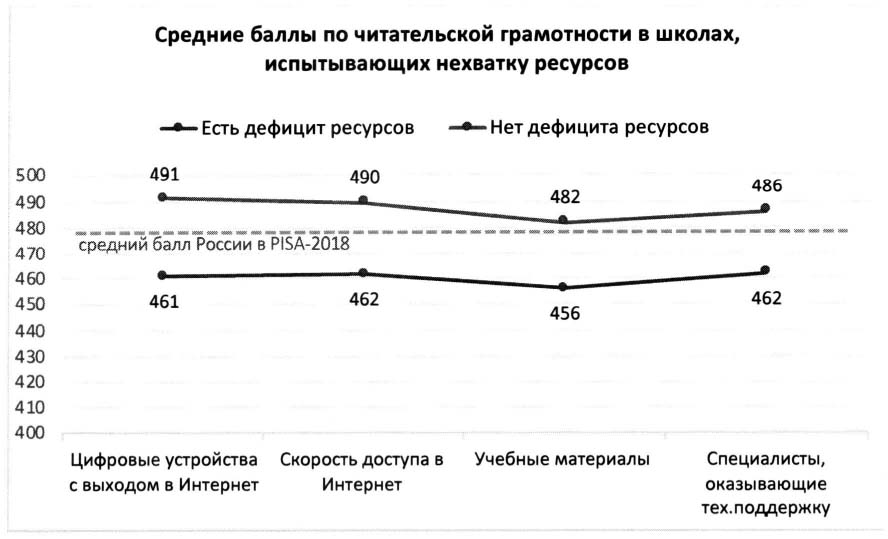 Средние баллы по читательской грамотности в школах,
испытывающих нехватку ресурсов
Есть дефицит ресурсов
Нет дефицита ресурсов
500
490
480
470
460
450
440
430
420
410
400
491
490
482
486
средний балл России в PISA-2018
461
462
456
462
Цифровые устройства
с выходом в Интернет
Скорость доступа в
Интернет
Учебные материалы
Специалисты,
оказывающие
тех.поддержку